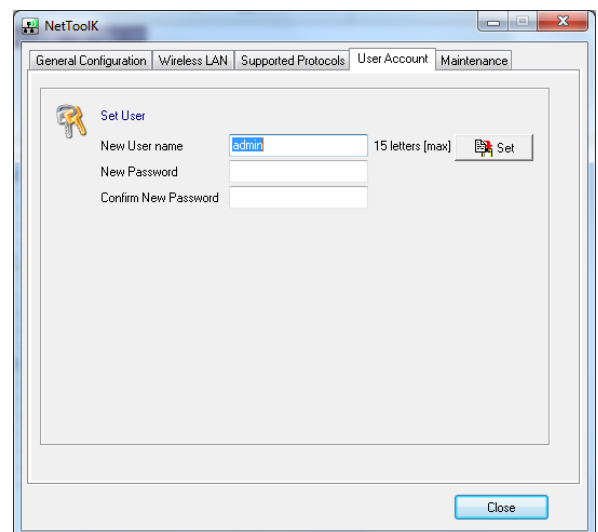 NetToolK
General Configuration Wireless LAN Supported Protocols User Account Maintenance
Set User
New User name admin 15 letters [max] Set
New Password
Confirm New Password
Close